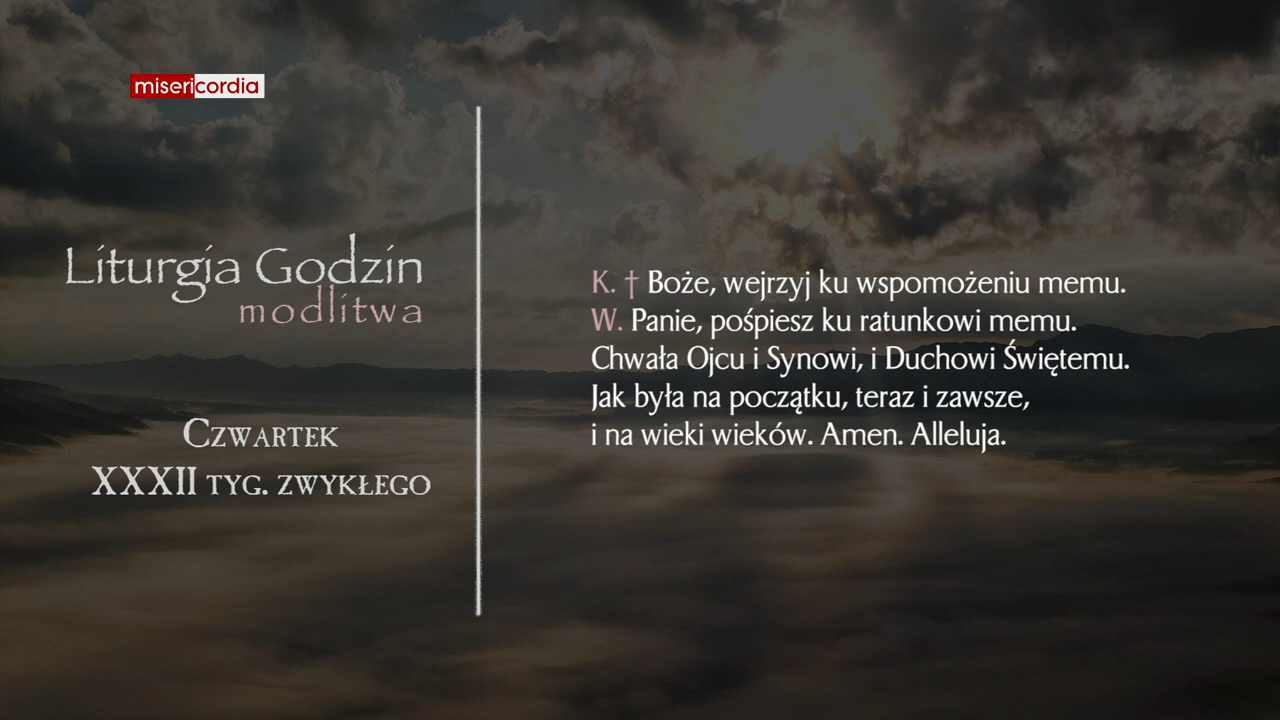 misericordia
Liturgia Godzin
modlitwa
Czwartek
XXXII tyg. zwykłego
K. † Boże, wejrzyj ku wspomożeniu memu.
W. Panie, pośpiesz ku ratunkowi memu.
Chwała Ojcu i Synowi, i Duchowi Świętemu.
Jak była na początku, teraz i zawsze,
i na wieki wieków. Amen. Alleluja.